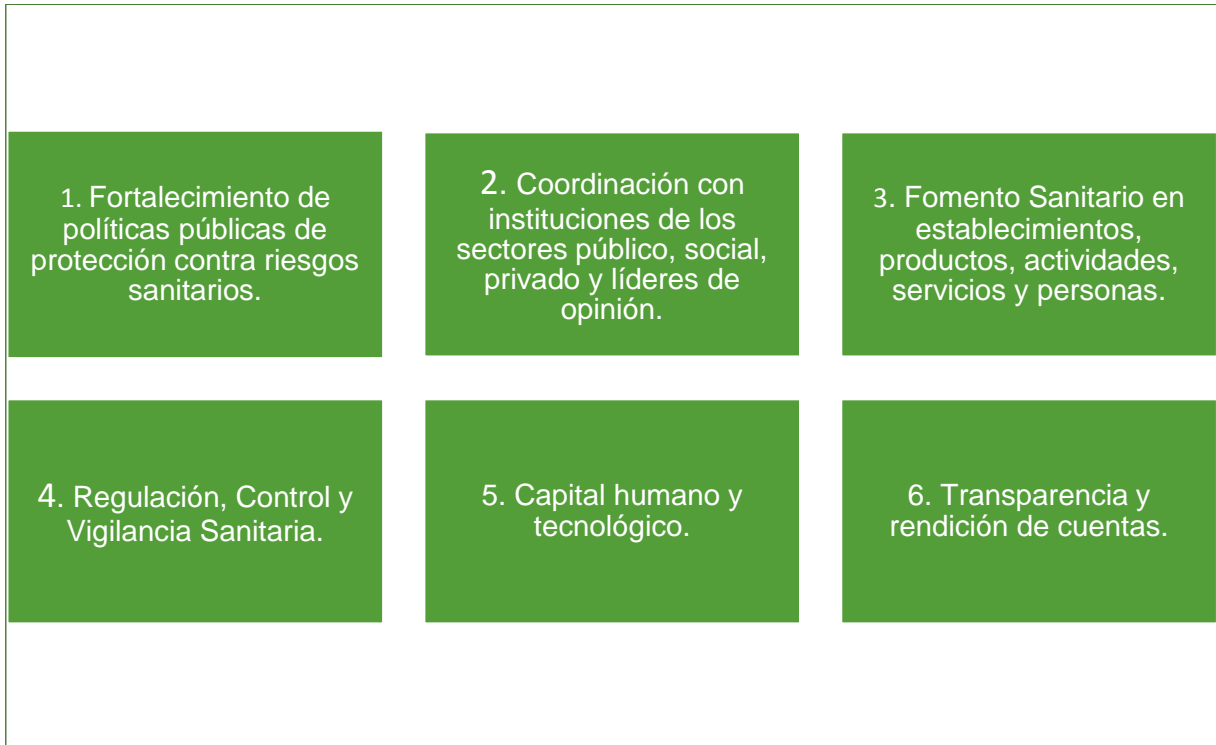 1. Fortalecimiento de
políticas públicas de
protección contra riesgos
sanitarios.
2. Coordinación con
instituciones de los
sectores público, social,
privado y líderes de
opinión.
3. Fomento Sanitario en
establecimientos,
productos, actividades,
servicios y personas.
4. Regulación, Control y
Vigilancia Sanitaria.
5. Capital humano y
tecnológico.
6. Transparencia y
rendición de cuentas.